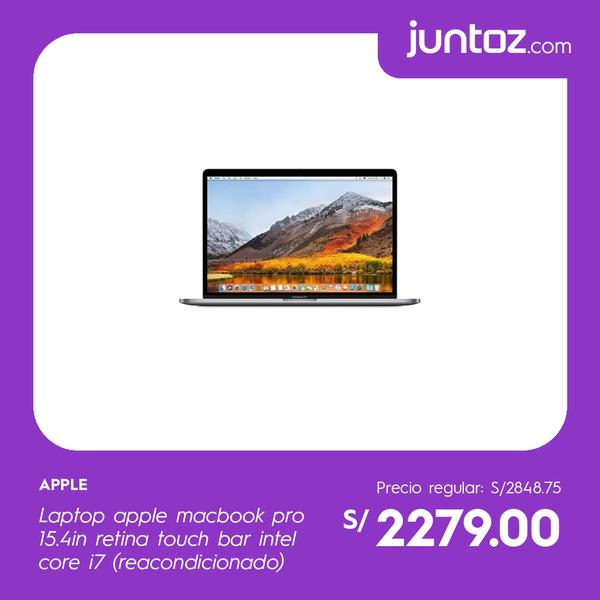 juntoz.com
APPLE
Laptop apple macbook pro
15.4in retina touch bar intel
core i7 (reacondicionado)
Precio regular: S/2848.75
S/ 2279.00